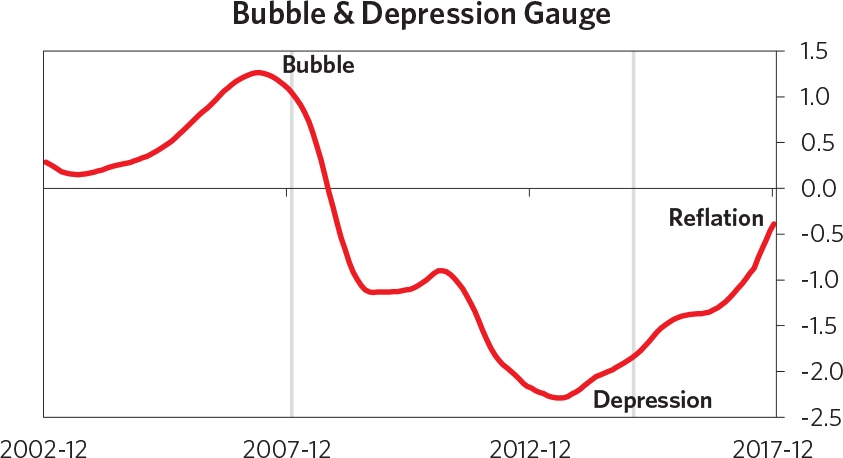 Bubble & Depression Gauge
Bubble
1.5
1.0
0.5
0.0
Reflation
-0.5
-1.0
-1.5
-2.0
Depression
-2.5
2002-12 2007-12 2012-12 2017-12